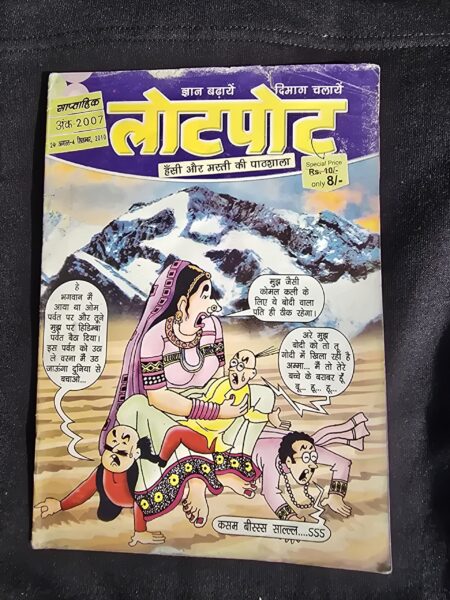 ज्ञान बढ़ायें दिमाग चलायें
साप्ताहिक
अंक-2007
लोटपोट
हँसी और मस्ती की पाठशाला
Special Price
Rs.-10/-
only 8/-
हे
भगवान मैं
आया था ओम
पर्वत पर और तूने
मुझ पर हिडिम्बा
पर्वत बैठा दिया।
इस पर्वत को उठा
ले वरना मैं उठ
जाऊंगा दुनिया से
बचाओ...
मुझ जैसी
कोमल कली के
लिए ये बोदी वाला
पति ही ठीक रहेगा।
अरे मुझ
बोदी को तो तू
गोदी में खिला रही है
अम्मा... मैं तो तेरे
बच्चे के बराबर हूँ
बू... हू... हू...
कसम बीस्स्स साल्ल्ल....SSS